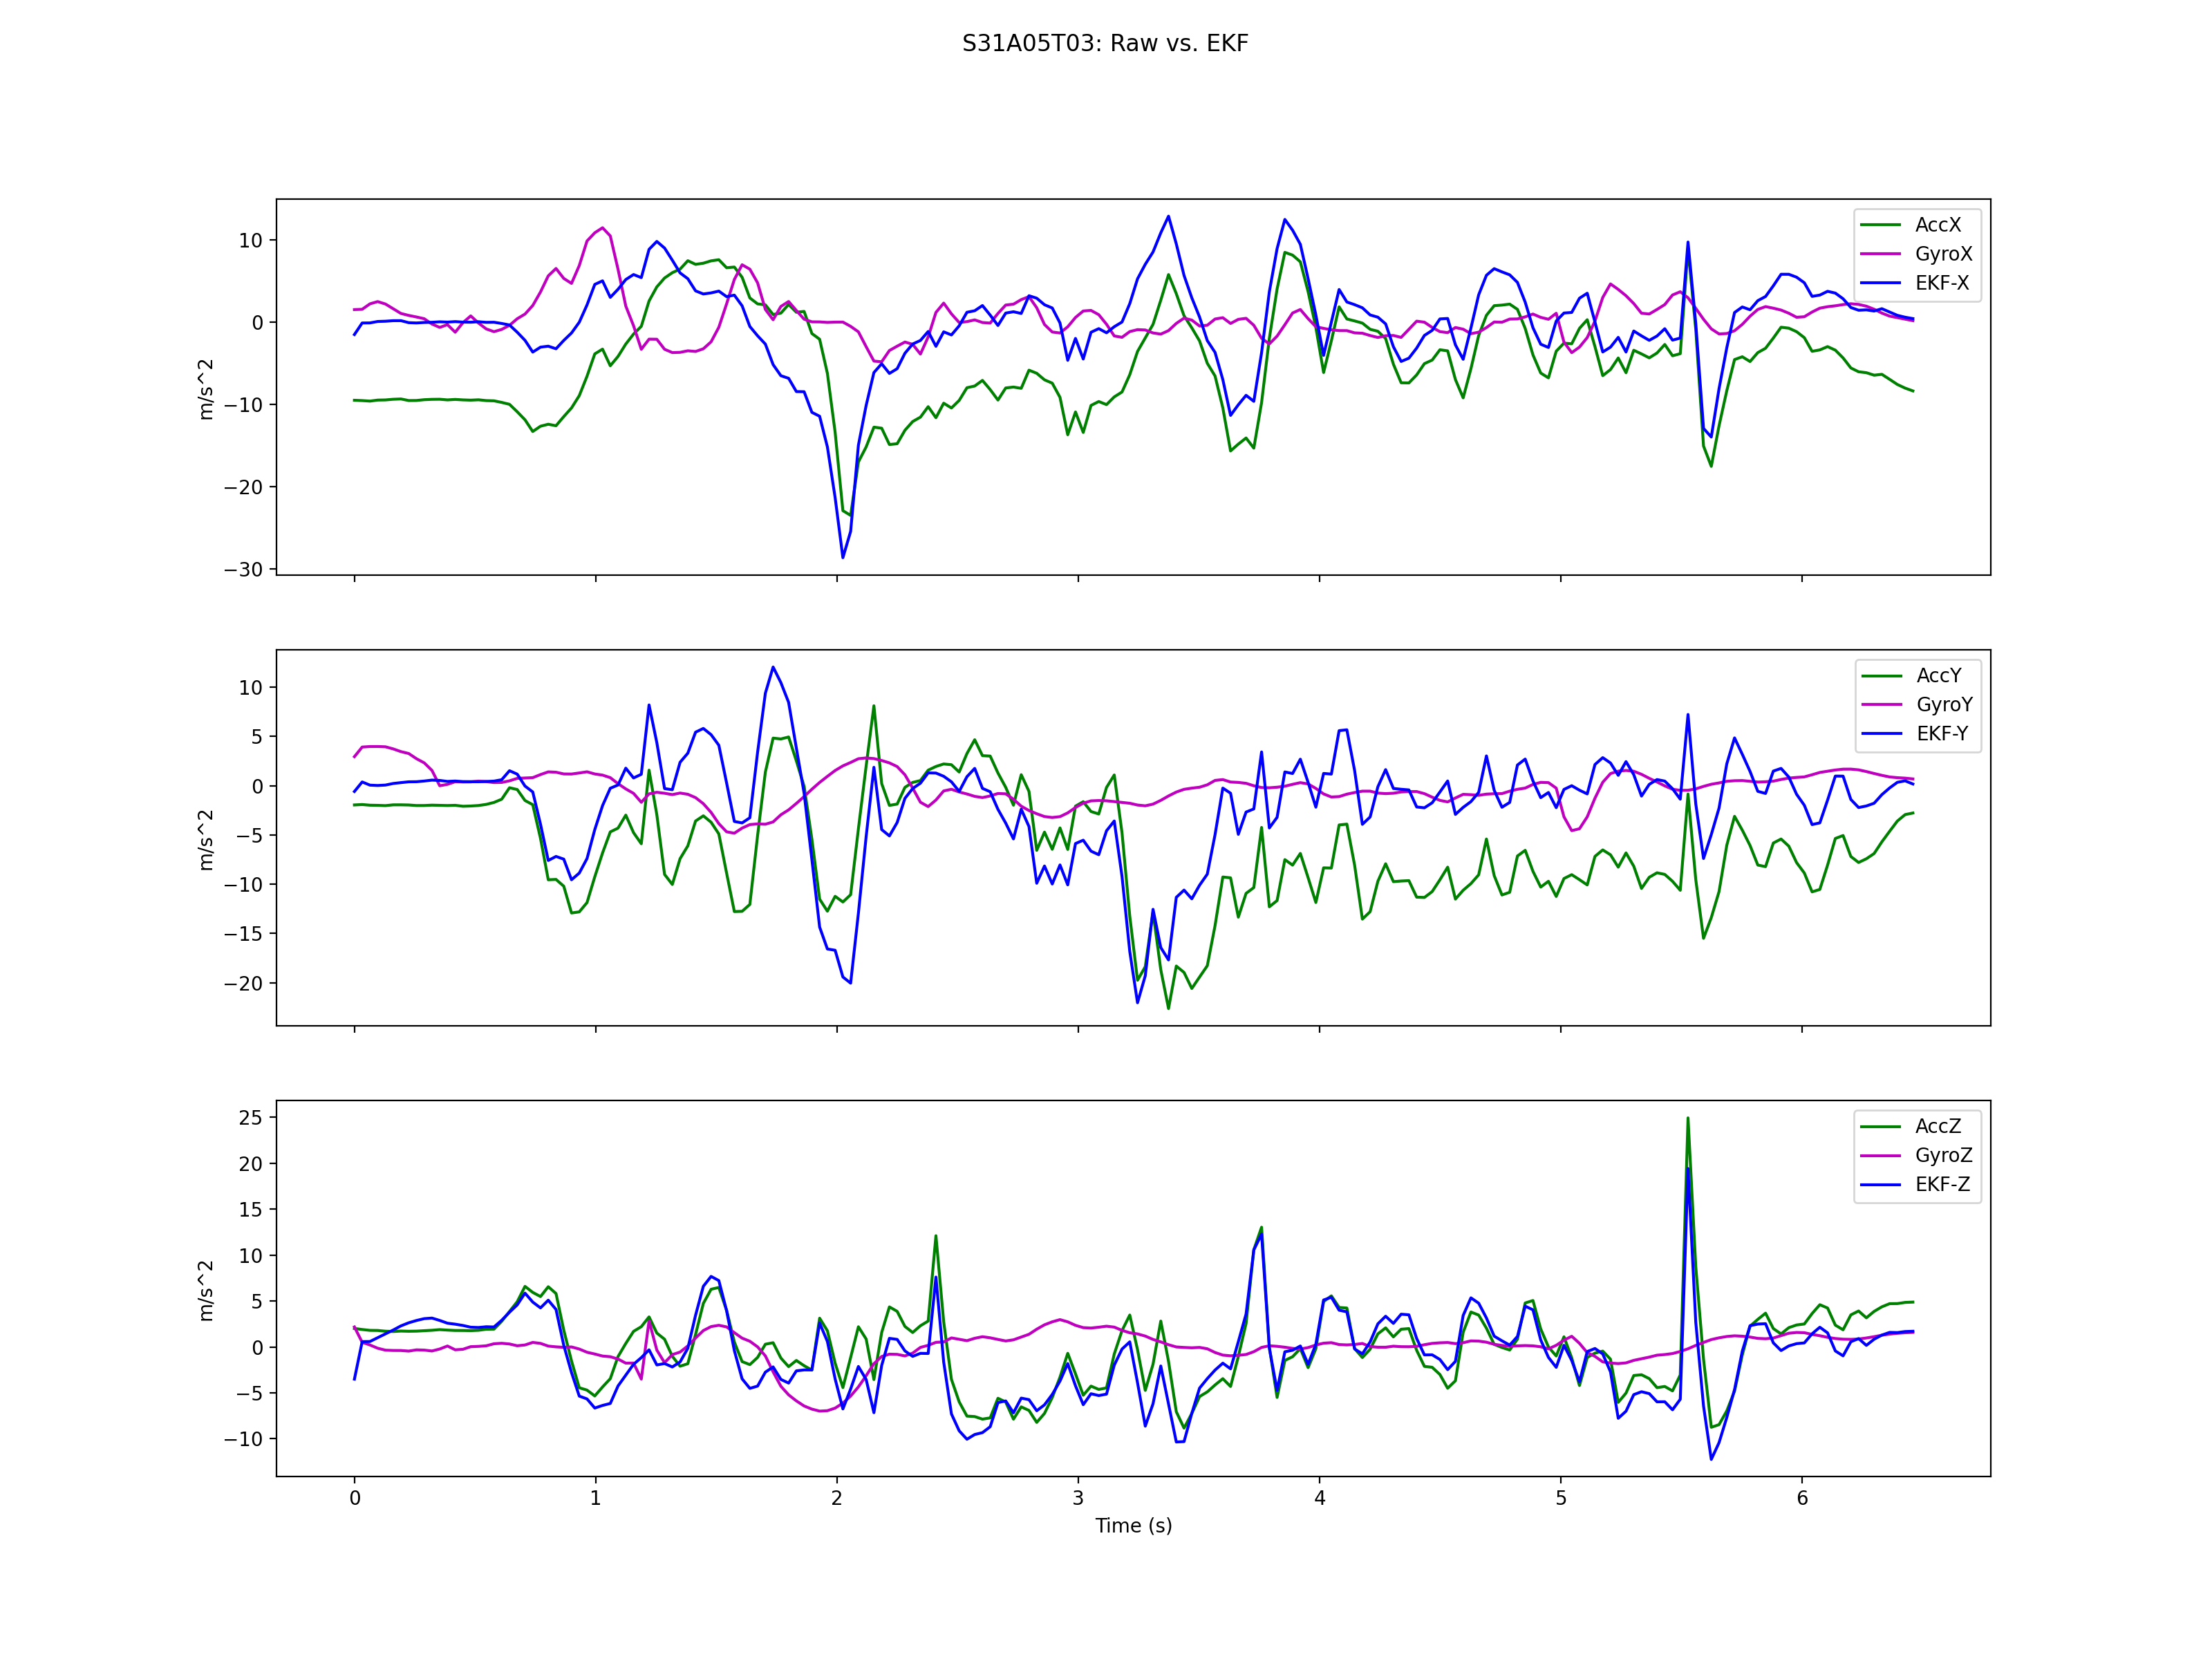 S31A05T03: Raw vs. EKF
10
0
−10
−20
−30
m/s^2
AccX
GyroX
EKF-X
10
5
0
−5
−10
−15
−20
m/s^2
AccY
GyroY
EKF-Y
25
20
15
10
5
0
−5
−10
m/s^2
AccZ
GyroZ
EKF-Z
0 1 2 3 4 5 6
Time (s)